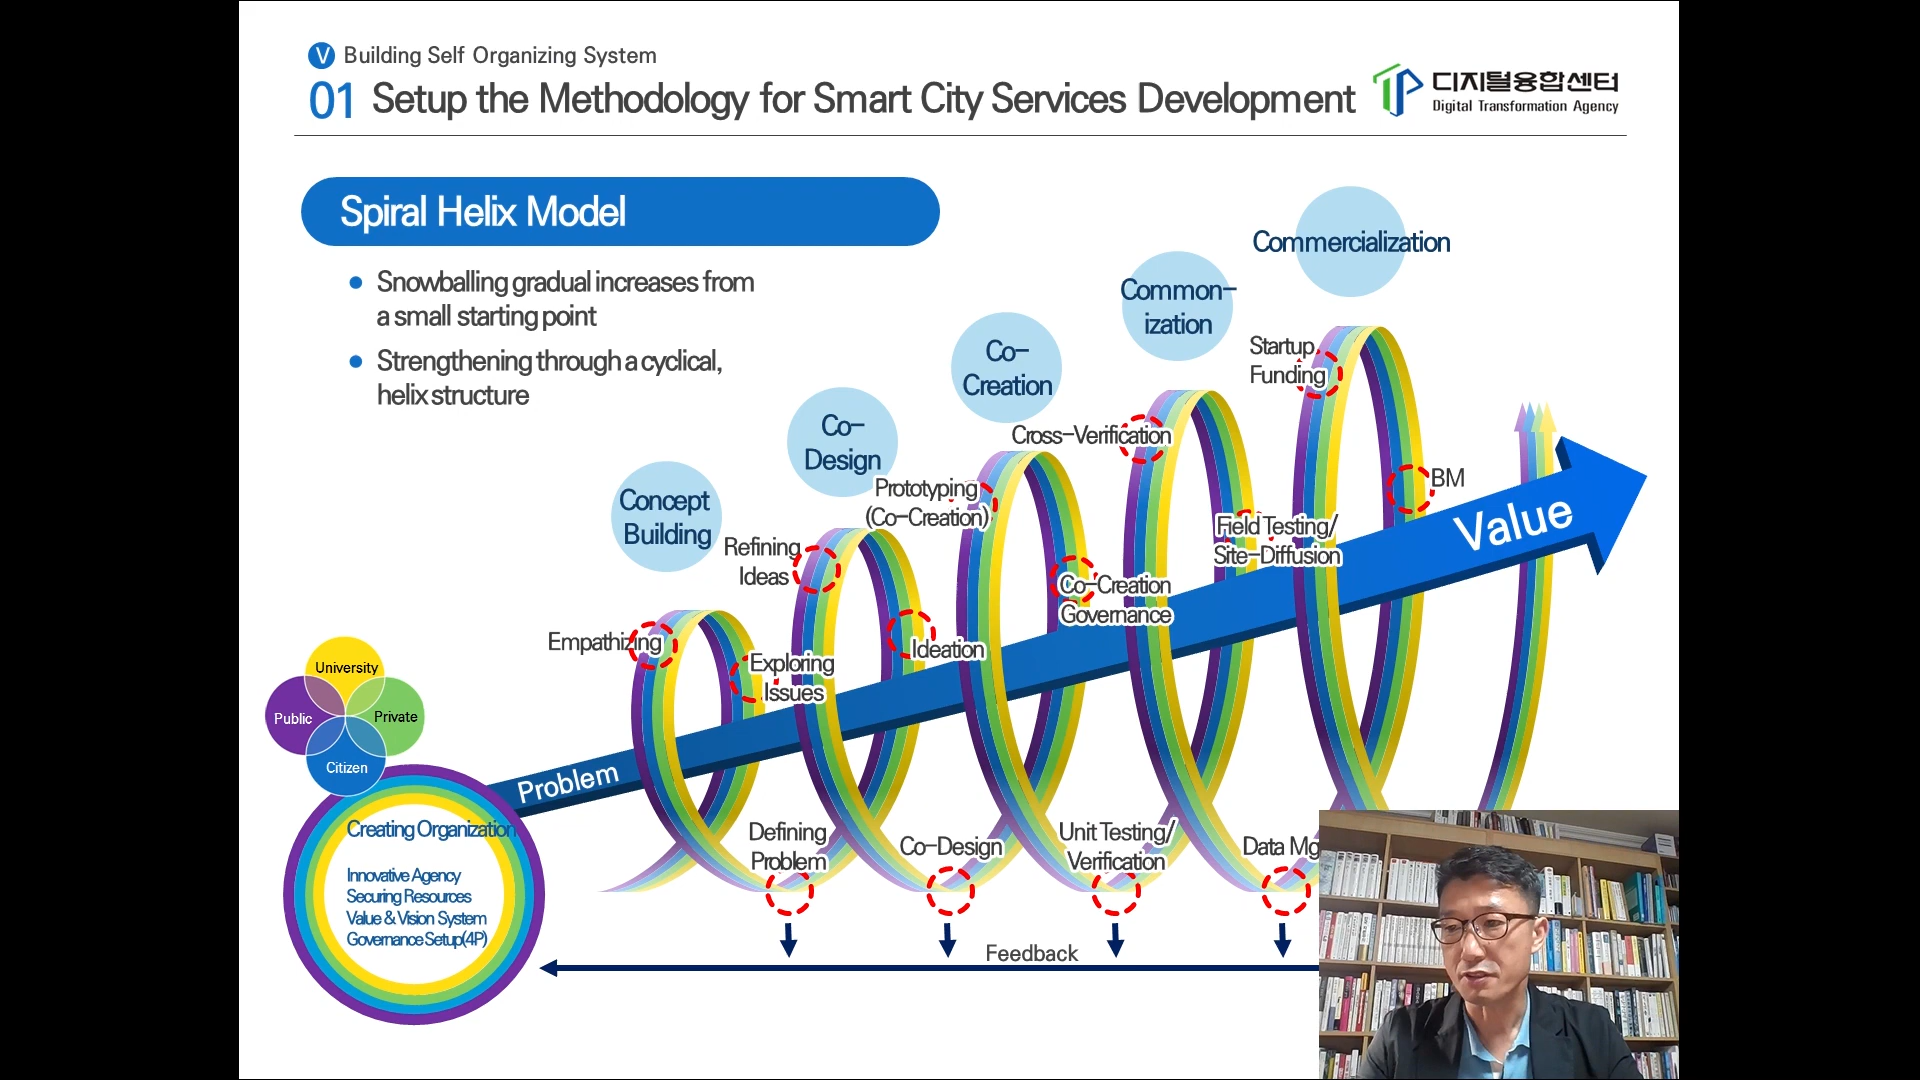 V Building Self Organizing System
01 Setup the Methodology for Smart City Services Development
디지털융합센터
Digital Transformation Agency
Spiral Helix Model
Snowballing gradual increases from
a small starting point
Strengthening through a cyclical,
helix structure
Commercialization
Common-
ization
Co-
Creation
Co-
Design
Concept
Building
Startup
Funding
Cross-Verification
BM
Prototyping
(Co-Creation)
Field Testing/
Site-Diffusion
Value
Refining
Ideas
Co-Creation
Governance
Empathizing
Ideation
Exploring
Issues
University
Public
Private
Citizen
Problem
Creating Organization
Innovative Agency
Securing Resources
Value & Vision System
Governance Setup(4P)
Defining
Problem
Co-Design
Unit Testing/
Verification
Data Mg
Feedback